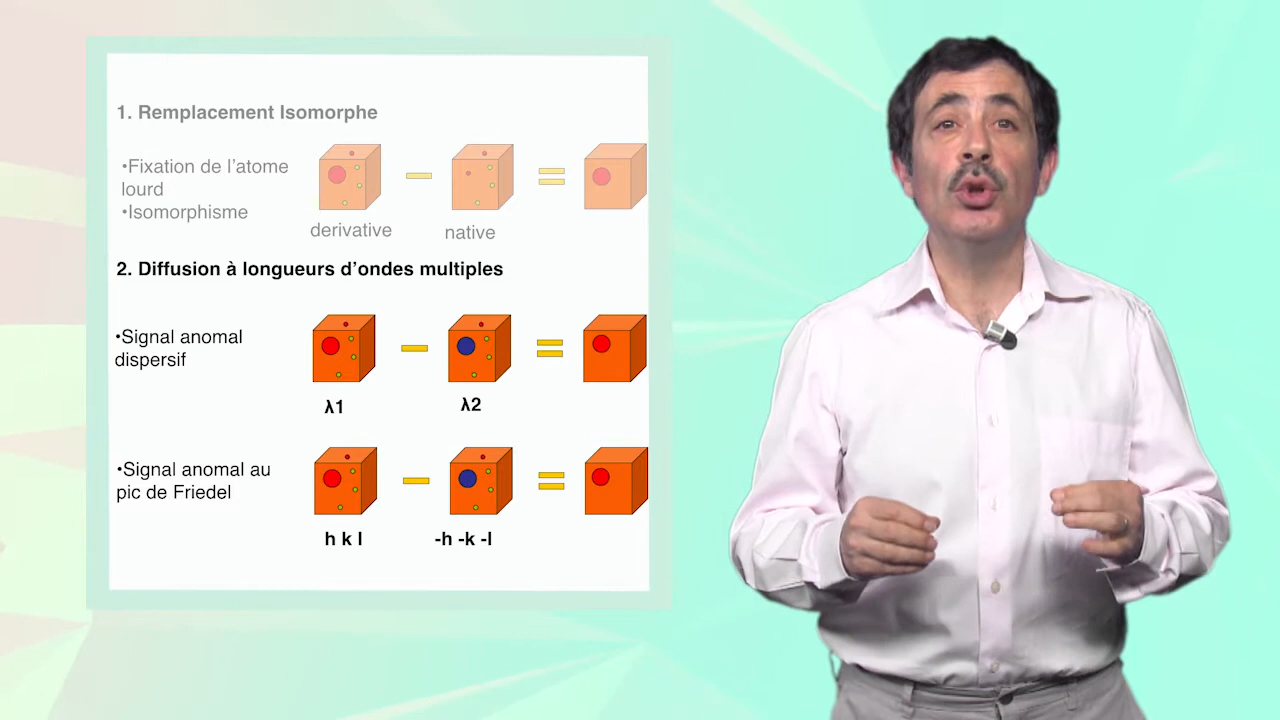 1. Remplacement Isomorphe
•Fixation de l’atome
lourd
•Isomorphisme
derivative
native
2. Diffusion à longueurs d’ondes multiples
•Signal anomal
dispersif
λ1
λ2
•Signal anomal au
pic de Friedel
h k l
-h -k -l